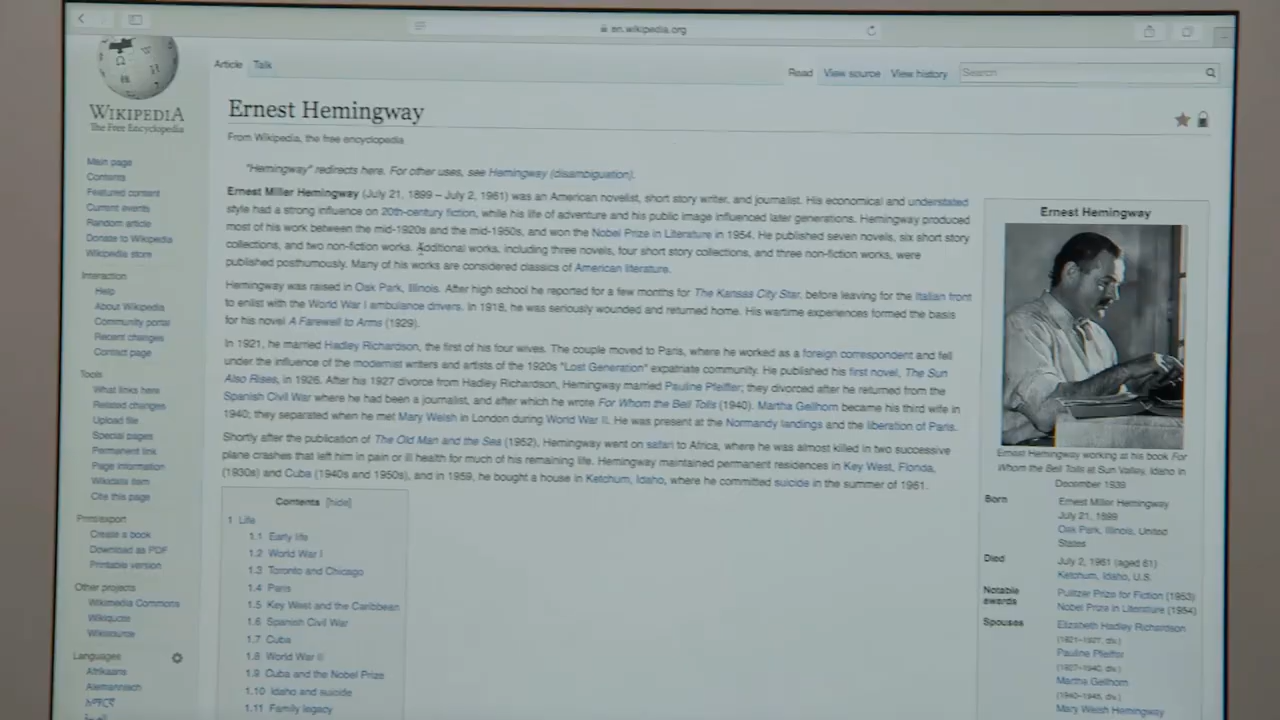 en.wikipedia.org
WIKIPEDIA
The Free Encyclopedia
Main page
Contents
Featured content
Current events
Random article
Donate to Wikipedia
Wikipedia store
Interaction
Help
About Wikipedia
Community portal
Recent changes
Contact page
Tools
What links here
Related changes
Upload file
Special pages
Permanent link
Page information
Wikidata item
Cite this page
Print/export
Create a book
Download as PDF
Printable version
Other projects
Wikimedia Commons
Wikiquote
Wikisource
Languages
Afrikaans
Alemannisch
አማርኛ
Article Talk
Read View source View history Search
Ernest Hemingway
From Wikipedia, the free encyclopedia
"Hemingway" redirects here. For other uses, see Hemingway (disambiguation).
Ernest Miller Hemingway (July 21, 1899 – July 2, 1961) was an American novelist, short story writer, and journalist. His economical and understated
style had a strong influence on 20th-century fiction, while his life of adventure and his public image influenced later generations. Hemingway produced
most of his work between the mid-1920s and the mid-1950s, and won the Nobel Prize in Literature in 1954. He published seven novels, six short story
collections, and two non-fiction works. Additional works, including three novels, four short story collections, and three non-fiction works, were
published posthumously. Many of his works are considered classics of American literature.
Hemingway was raised in Oak Park, Illinois. After high school he reported for a few months for The Kansas City Star, before leaving for the Italian front
to enlist with the World War I ambulance drivers. In 1918, he was seriously wounded and returned home. His wartime experiences formed the basis
for his novel A Farewell to Arms (1929).
In 1921, he married Hadley Richardson, the first of his four wives. The couple moved to Paris, where he worked as a foreign correspondent and fell
under the influence of the modernist writers and artists of the 1920s "Lost Generation" expatriate community. He published his first novel, The Sun
Also Rises, in 1926. After his 1927 divorce from Hadley Richardson, Hemingway married Pauline Pfeiffer; they divorced after he returned from the
Spanish Civil War where he had been a journalist, and after which he wrote For Whom the Bell Tolls (1940). Martha Gellhorn became his third wife in
1940; they separated when he met Mary Welsh in London during World War II. He was present at the Normandy landings and the liberation of Paris.
Shortly after the publication of The Old Man and the Sea (1952), Hemingway went on safari to Africa, where he was almost killed in two successive
plane crashes that left him in pain or ill health for much of his remaining life. Hemingway maintained permanent residences in Key West, Florida,
(1930s) and Cuba (1940s and 1950s), and in 1959, he bought a house in Ketchum, Idaho, where he committed suicide in the summer of 1961.
Contents [hide]
1 Life
1.1 Early life
1.2 World War I
1.3 Toronto and Chicago
1.4 Paris
1.5 Key West and the Caribbean
1.6 Spanish Civil War
1.7 Cuba
1.8 World War II
1.9 Cuba and the Nobel Prize
1.10 Idaho and suicide
1.11 Family legacy
Ernest Hemingway
Ernest Hemingway working at his book For
Whom the Bell Tolls at Sun Valley, Idaho in
December 1939
Born Ernest Miller Hemingway
July 21, 1899
Oak Park, Illinois, United
States
Died July 2, 1961 (aged 61)
Ketchum, Idaho, U.S.
Notable awards Pulitzer Prize for Fiction (1953)
Nobel Prize in Literature (1954)
Spouses Elizabeth Hadley Richardson
(1921–1927, div.)
Pauline Pfeiffer
(1927–1940, div.)
Martha Gellhorn
(1940–1945, div.)
Mary Welsh Hemingway